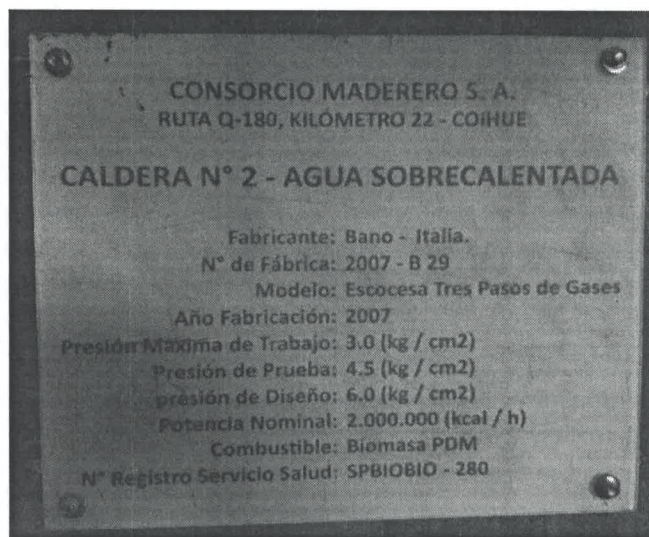 CONSORCIO MADERERO S. A.
RUTA Q-180, KILÓMETRO 22 - COIHUE
CALDERA N° 2 - AGUA SOBRECALENTADA
Fabricante: Bano - Italia.
N° de Fábrica: 2007 - B 29
Modelo: Escocesa Tres Pasos de Gases
Año Fabricación: 2007
Presión Máxima de Trabajo: 3.0 (kg / cm2)
Presión de Prueba: 4.5 (kg / cm2)
presión de Diseño: 6.0 (kg / cm2)
Potencia Nominal: 2.000.000 (kcal / h)
Combustible: Biomasa PDM
N° Registro Servicio Salud: SPBIOBIO - 280